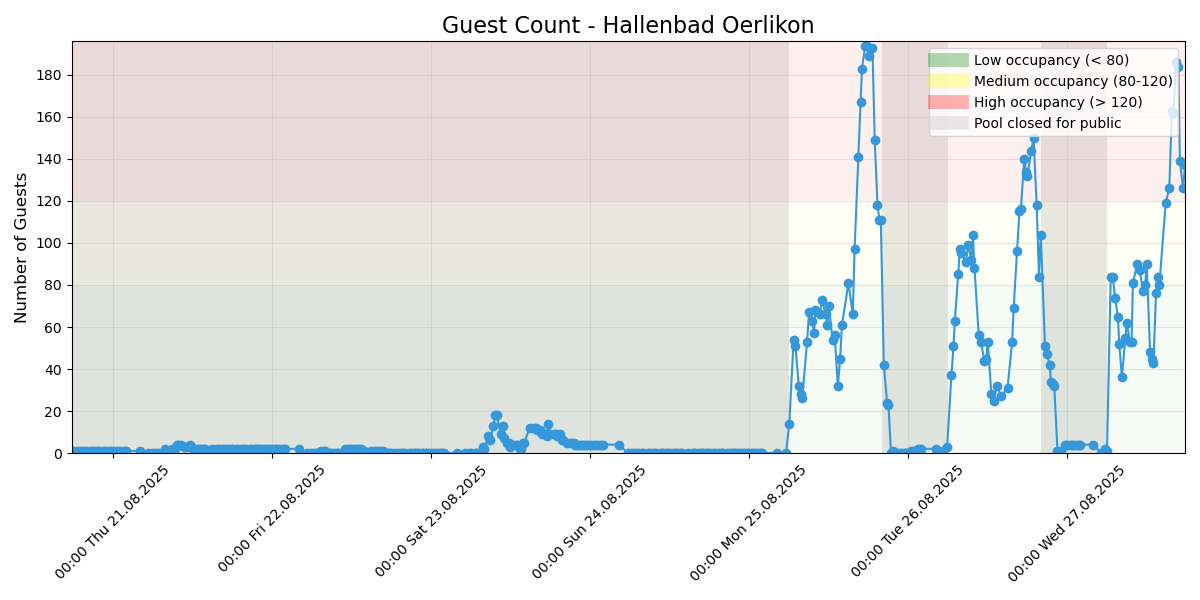 Guest Count - Hallenbad Oerlikon
Low occupancy (< 80)
Medium occupancy (80-120)
High occupancy (> 120)
Pool closed for public
Number of Guests
180
160
140
120
100
80
60
40
20
0
00:00 Thu 21.08.2025
00:00 Fri 22.08.2025
00:00 Sat 23.08.2025
00:00 Sun 24.08.2025
00:00 Mon 25.08.2025
00:00 Tue 26.08.2025
00:00 Wed 27.08.2025